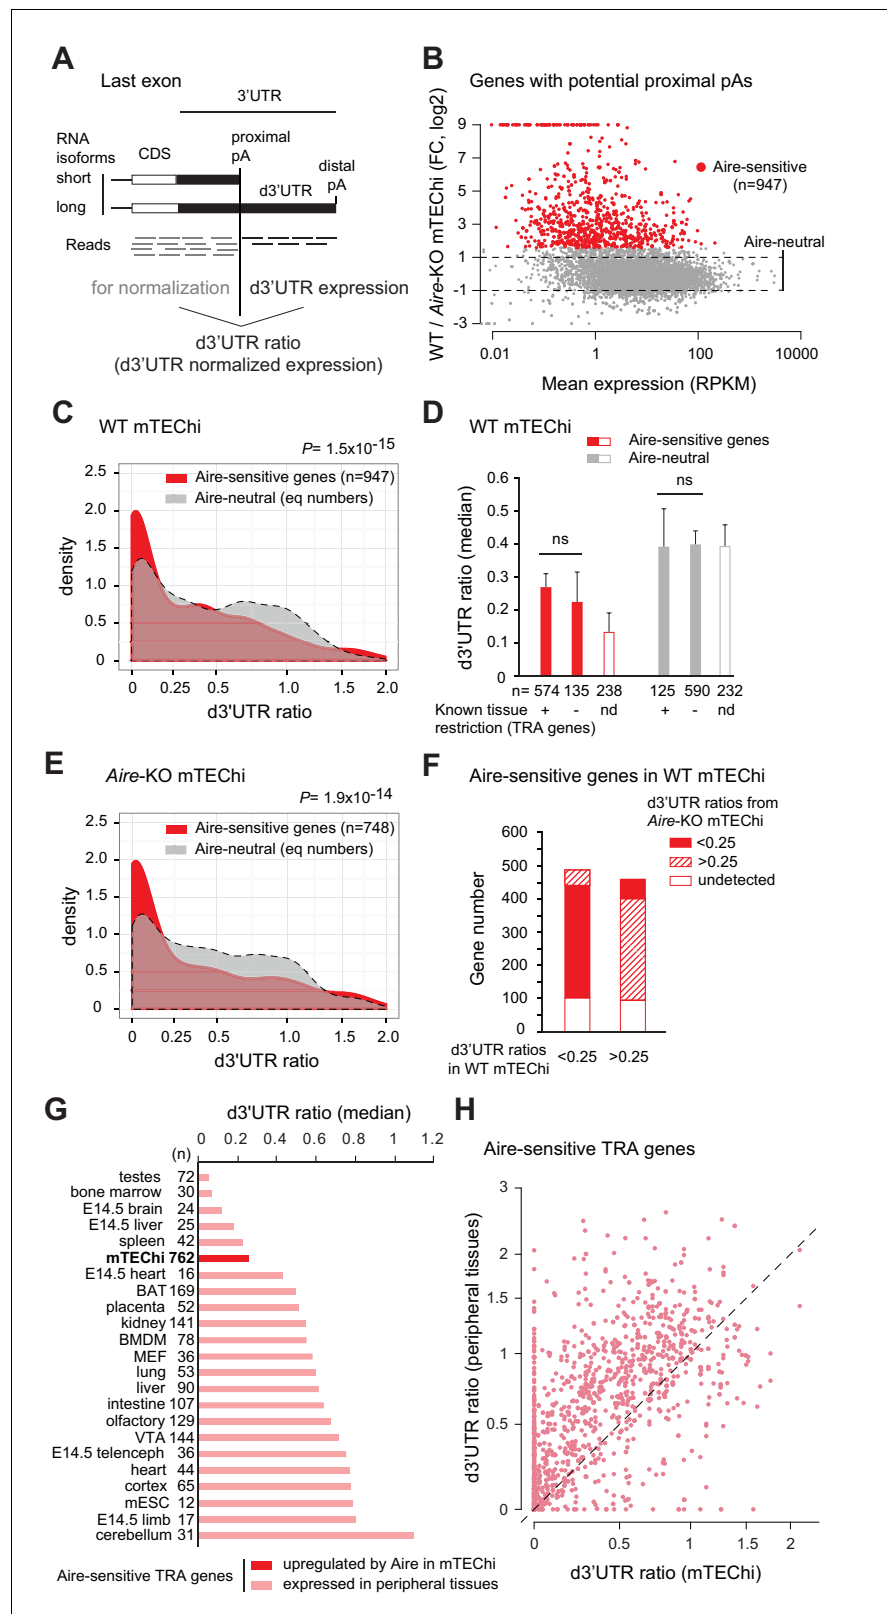 A
Last exon
3'UTR
RNA
isoforms
CDS
proximal
pA
distal
pA
short
d3'UTR
long
Reads
for normalization
d3'UTR expression
d3'UTR ratio
(d3'UTR normalized expression)
B
Genes with potential proximal pAs
WT / Aire-KO mTEChi (FC, log2)
9
7
5
3
1
-1
-3
Aire-sensitive
(n=947)
Aire-neutral
0.01
1
100
10000
Mean expression (RPKM)
C
WT mTEChi
P= 1.5x10-15
Aire-sensitive genes (n=947)
Aire-neutral (eq numbers)
density
2.5
2.0
1.5
1.0
0.5
0
0 0.25 0.5 1.0 1.5 2.0
d3'UTR ratio
D
WT mTEChi
Aire-sensitive genes
Aire-neutral
d3'UTR ratio (median)
0.6
0.5
0.4
0.3
0.2
0.1
0
ns
ns
n= 574 135 238 125 590 232
Known tissue + - nd + - nd
restriction (TRA genes)
E
Aire-KO mTEChi
P= 1.9x10-14
Aire-sensitive genes (n=748)
Aire-neutral (eq numbers)
density
2.5
2.0
1.5
1.0
0.5
0
0 0.25 0.5 1.0 1.5 2.0
d3'UTR ratio
F
Aire-sensitive genes in WT mTEChi
d3'UTR ratios from
Aire-KO mTEChi
<0.25
>0.25
undetected
Gene number
600
500
400
300
200
100
0
d3'UTR ratios
in WT mTEChi
<0.25 >0.25
G
d3'UTR ratio (median)
0 0.2 0.4 0.6 0.8 1 1.2
(n)
testes 72
bone marrow 30
E14.5 brain 24
E14.5 liver 25
spleen 42
mTEChi 762
E14.5 heart 16
BAT 169
placenta 52
kidney 141
BMDM 78
MEF 36
lung 53
liver 90
intestine 107
olfactory 129
VTA 144
E14.5 telenceph 36
heart 44
cortex 65
mESC 12
E14.5 limb 17
cerebellum 31
Aire-sensitive TRA genes
upregulated by Aire in mTEChi
expressed in peripheral tissues
H
Aire-sensitive TRA genes
d3'UTR ratio (peripheral tissues)
3
2
1.5
1
0.5
0
0 0.5 1 2
d3'UTR ratio (mTEChi)